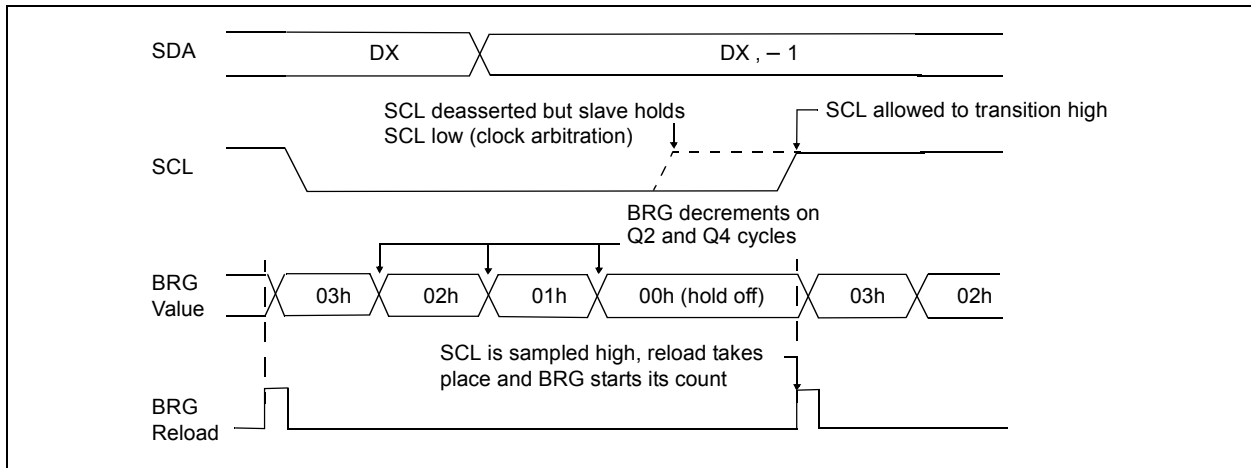 SDA
DX
DX , – 1
SCL deasserted but slave holds
SCL low (clock arbitration)
SCL allowed to transition high
SCL
BRG decrements on
Q2 and Q4 cycles
BRG
Value
03h
02h
01h
00h (hold off)
03h
02h
SCL is sampled high, reload takes
place and BRG starts its count
BRG
Reload